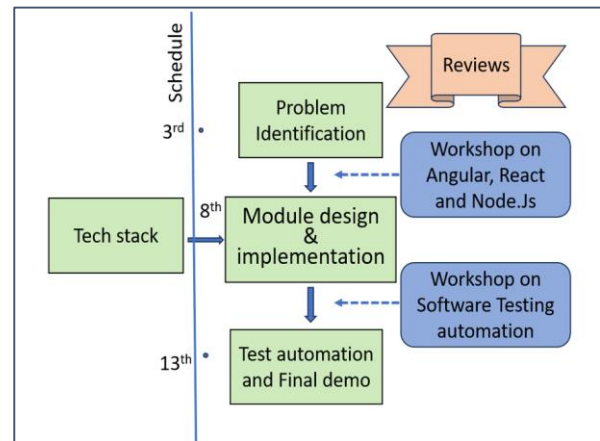 Schedule
Reviews
Problem
Identification
3rd
Workshop on
Angular, React
and Node.Js
8th
Tech stack
Module design
&
implementation
Workshop on
Software Testing
automation
13th
Test automation
and Final demo